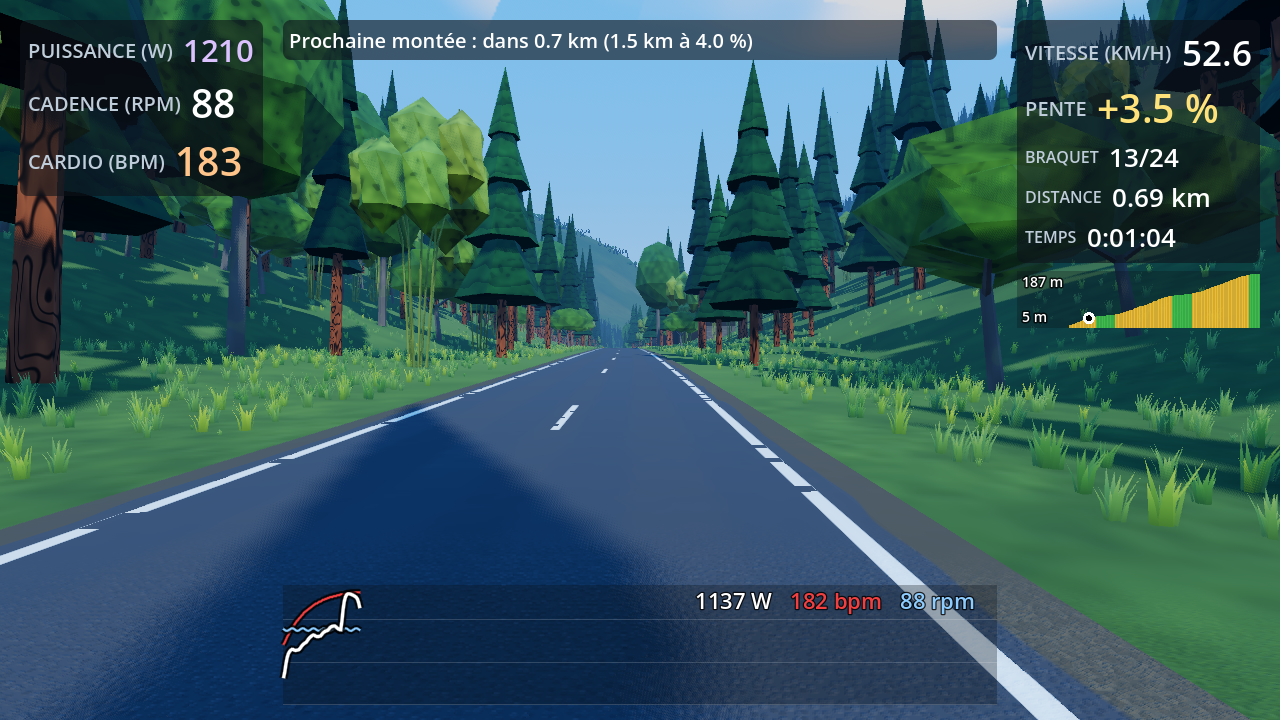 PUISSANCE (W) 1210
CADENCE (RPM) 88
CARDIO (BPM) 183
Prochaine montée : dans 0.7 km (1.5 km à 4.0 %)
VITESSE (KM/H) 52.6
PENTE +3.5 %
BRAQUET 13/24
DISTANCE 0.69 km
TEMPS 0:01:04
187 m
5 m
1137 W 182 bpm 88 rpm